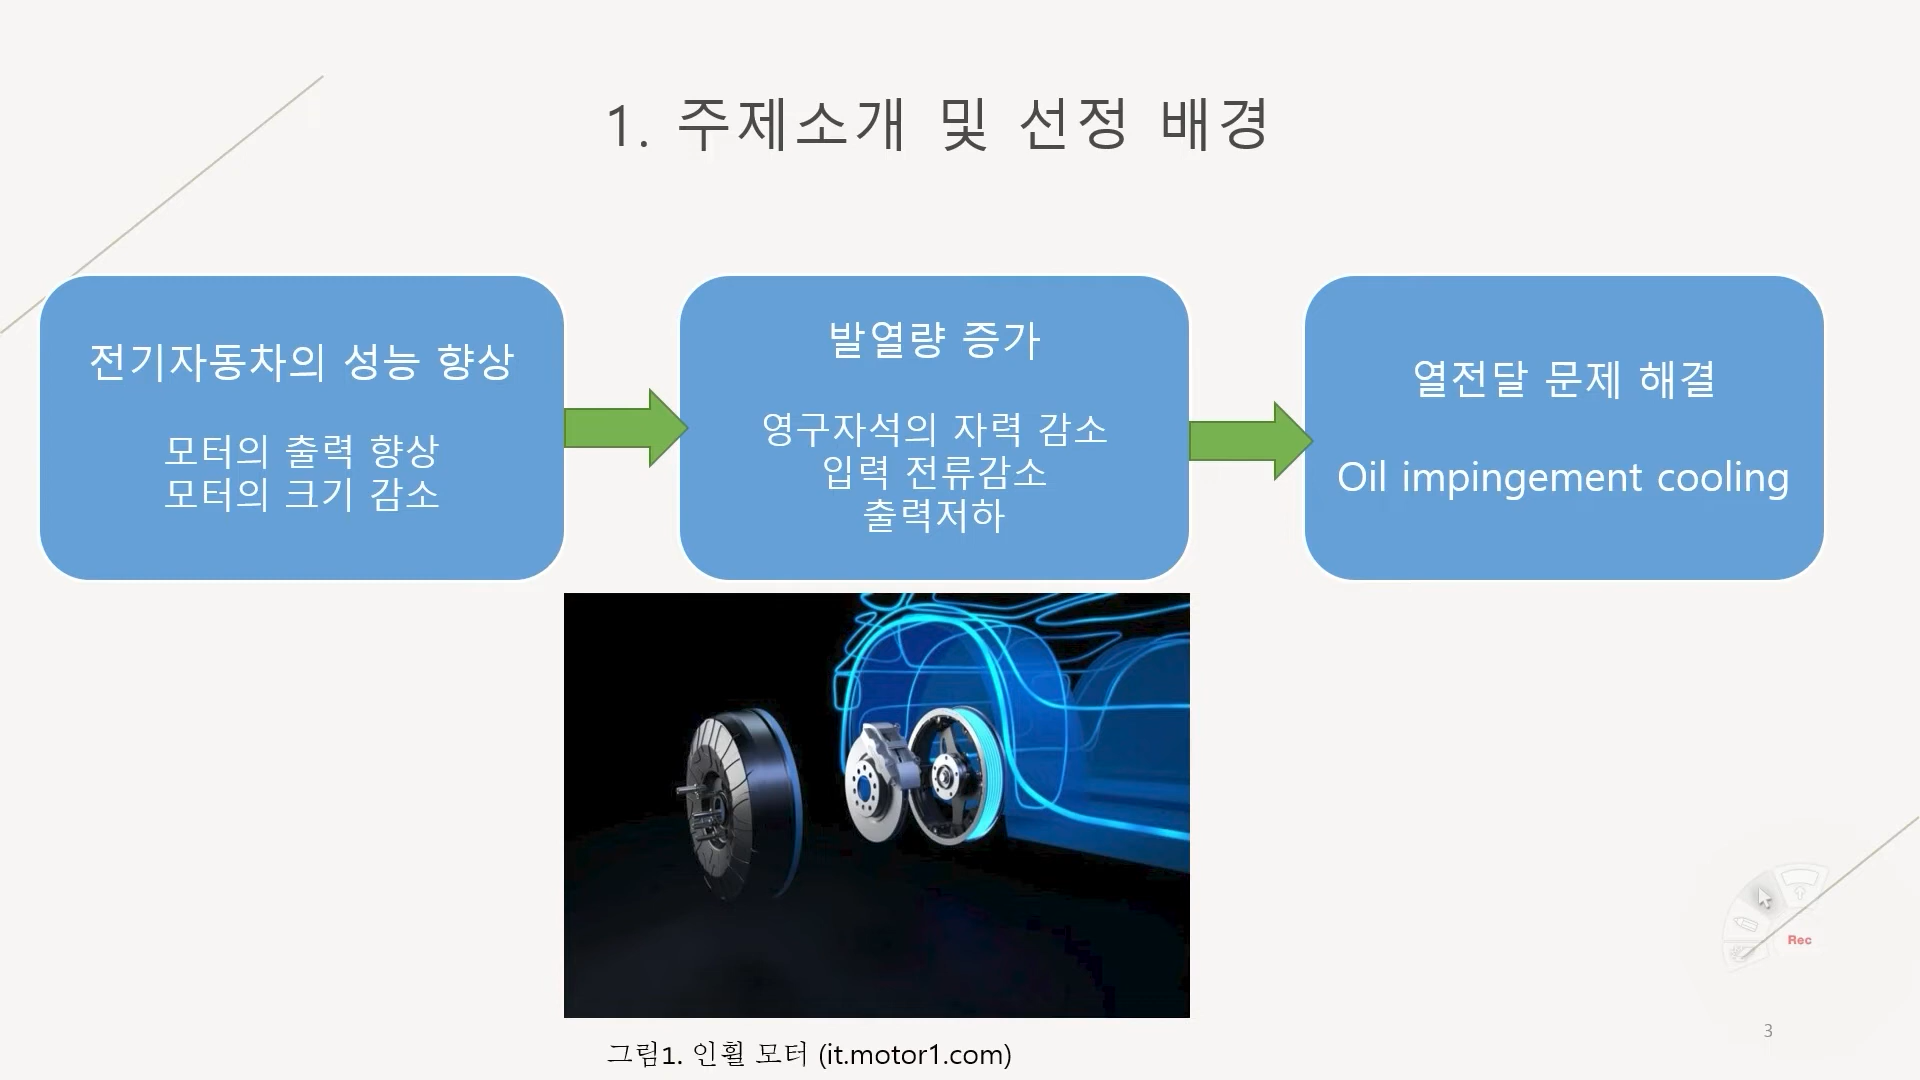 1. 주제소개 및 선정 배경
전기자동차의 성능 향상
모터의 출력 향상
모터의 크기 감소
발열량 증가
영구자석의 자력 감소
입력 전류감소
출력저하
열전달 문제 해결
Oil impingement cooling
그림1. 인휠 모터 (it.motor1.com)
Rec
3